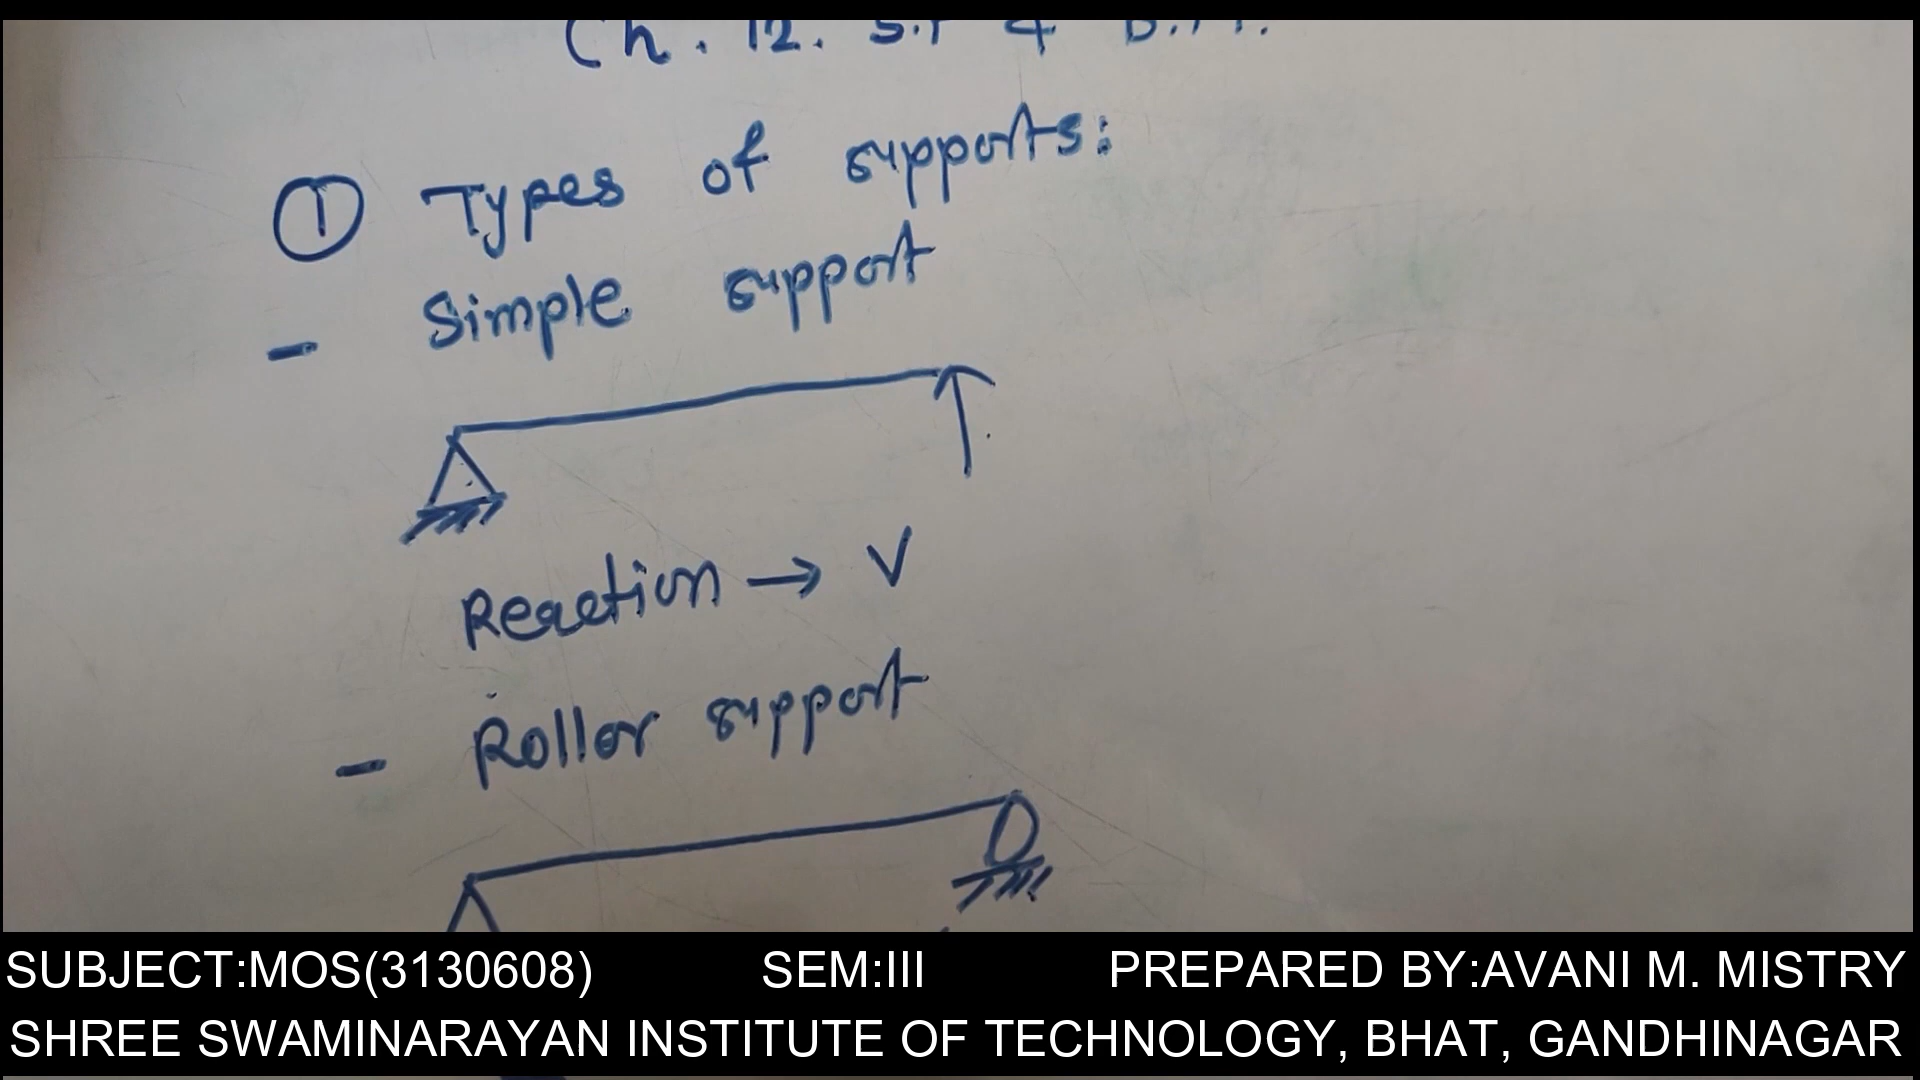 Ch. 12. S.F & B.M.
① Types of supports:
- Simple support
Reaction → V
- Roller support
SUBJECT:MOS(3130608) SEM:III PREPARED BY:AVANI M. MISTRY
SHREE SWAMINARAYAN INSTITUTE OF TECHNOLOGY, BHAT, GANDHINAGAR